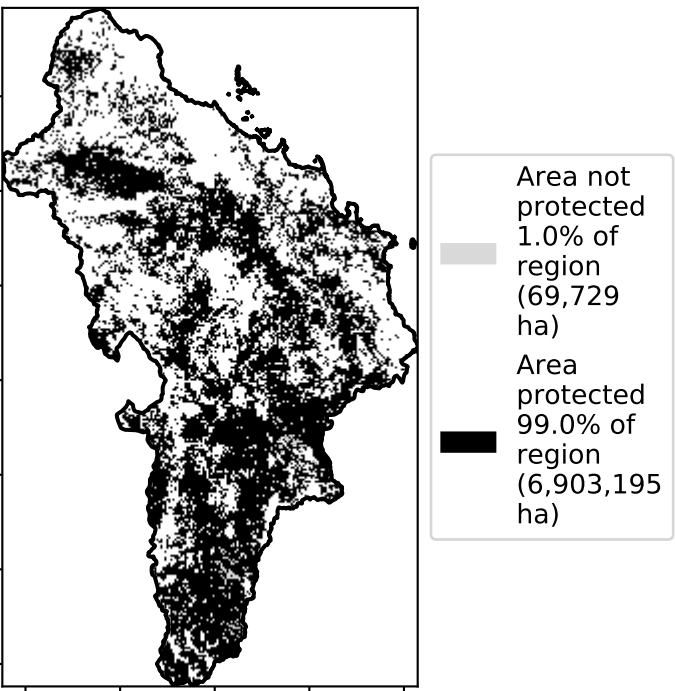 Area not
protected
1.0% of
region
(69,729
ha)
Area
protected
99.0% of
region
(6,903,195
ha)